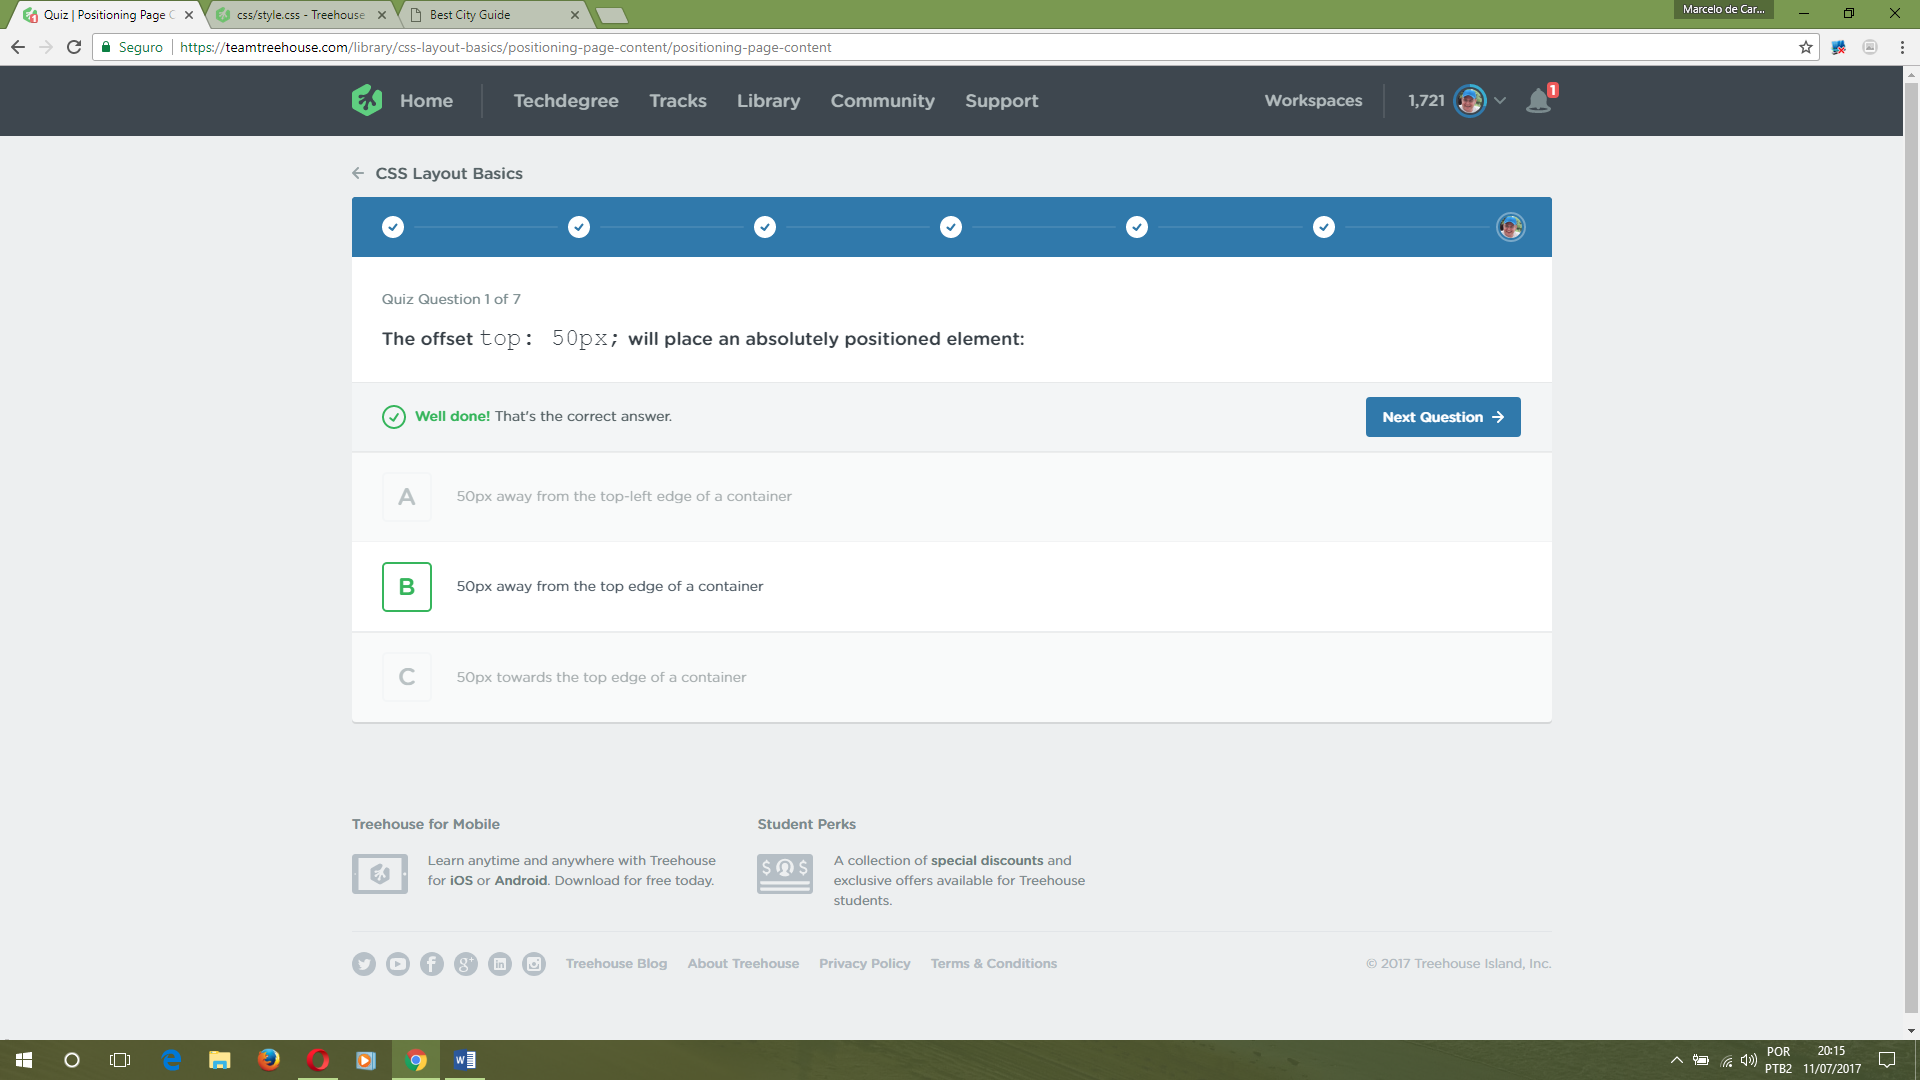 Quiz | Positioning Page C
css/style.css - Treehouse
Best City Guide
Marcelo de Car...
Seguro
https://teamtreehouse.com/library/css-layout-basics/positioning-page-content/positioning-page-content
Home
Techdegree
Tracks
Library
Community
Support
Workspaces
1,721
1
CSS Layout Basics
Quiz Question 1 of 7
The offset top: 50px; will place an absolutely positioned element:
Well done! That's the correct answer.
Next Question
A
50px away from the top-left edge of a container
B
50px away from the top edge of a container
C
50px towards the top edge of a container
Treehouse for Mobile
Learn anytime and anywhere with Treehouse
for iOS or Android. Download for free today.
Student Perks
A collection of special discounts and
exclusive offers available for Treehouse
students.
Treehouse Blog
About Treehouse
Privacy Policy
Terms & Conditions
© 2017 Treehouse Island, Inc.
POR
PTB2
20:15
11/07/2017